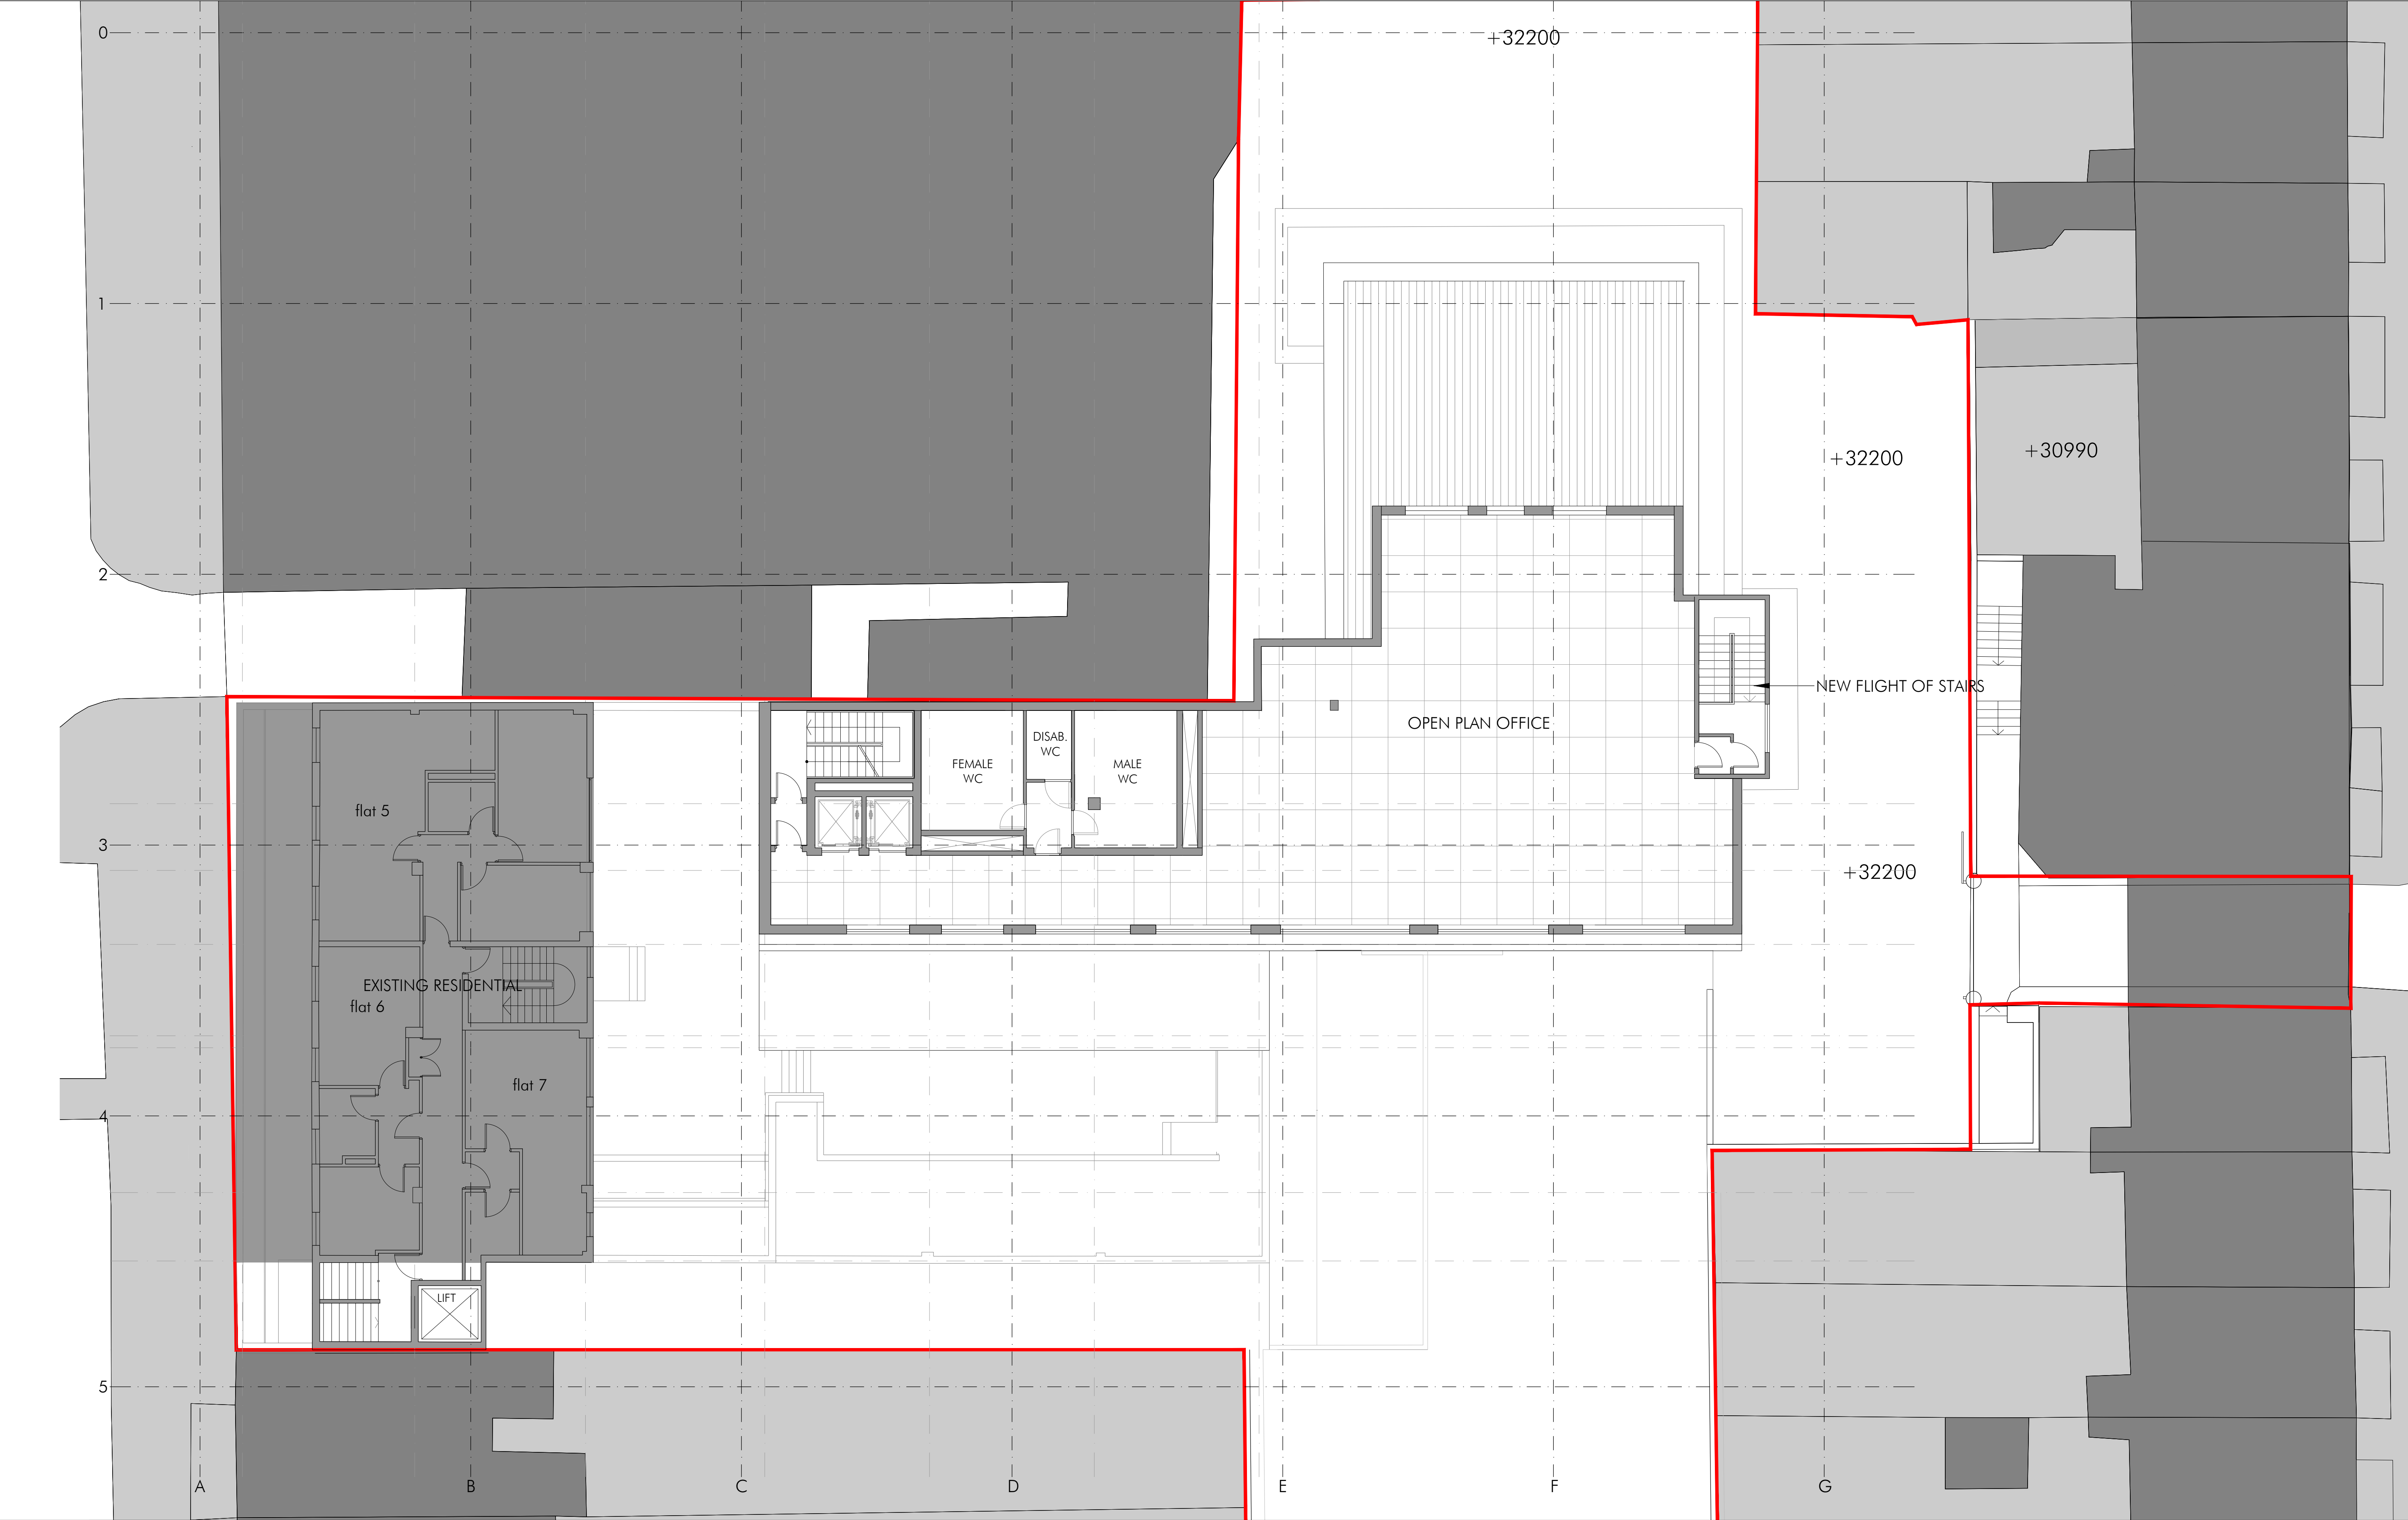 0
+32200
1
+32200
+30990
2
NEW FLIGHT OF STAIRS
OPEN PLAN OFFICE
DISAB.
WC
FEMALE
WC
MALE
WC
flat 5
3
+32200
EXISTING RESIDENTIAL
flat 6
flat 7
4
LIFT
5
A
B
C
D
E
F
G